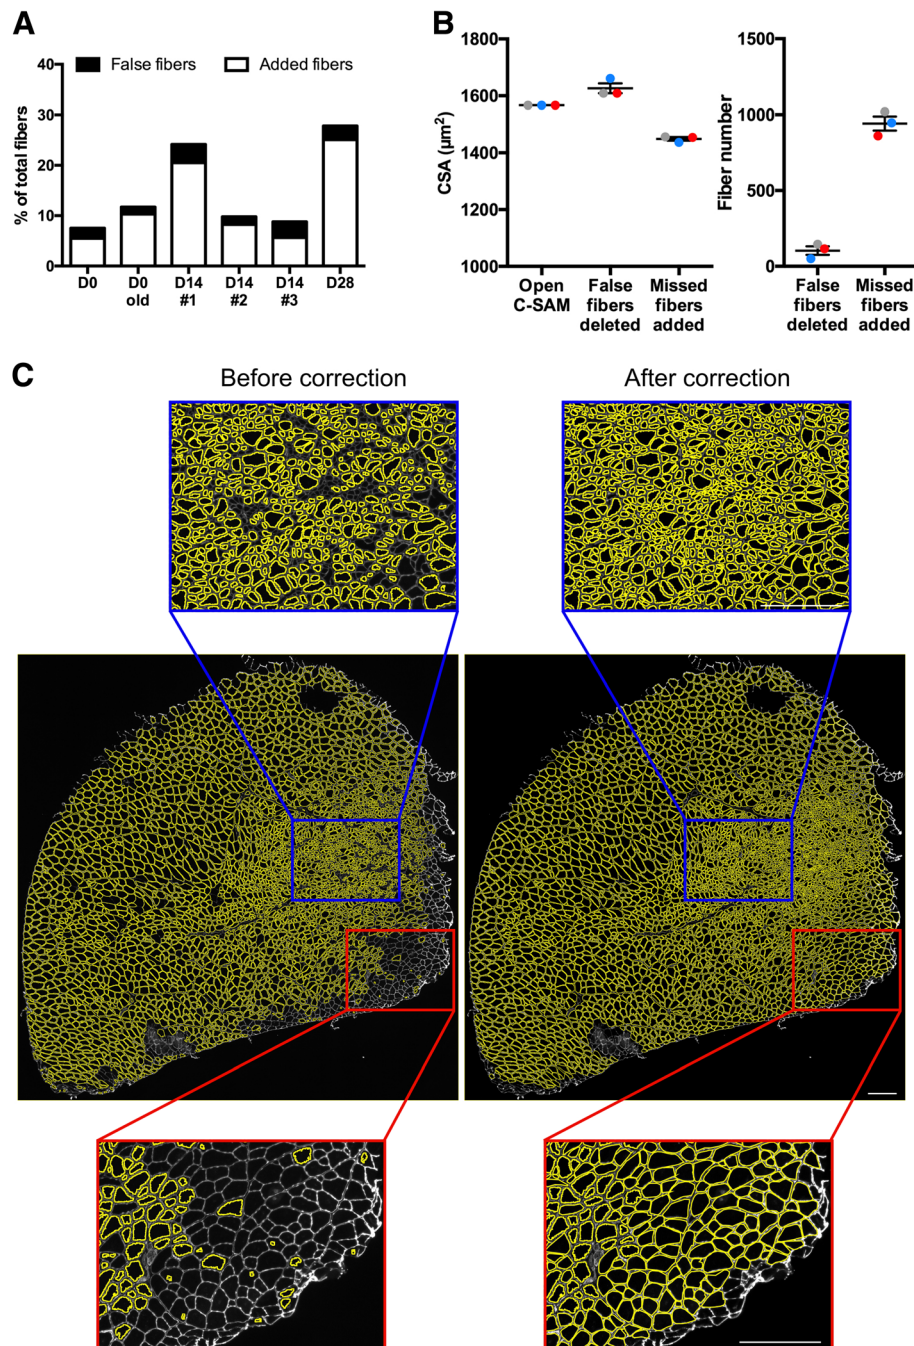 A
False fibers
Added fibers
% of total fibers
40
30
20
10
0
D0
D0
old
D14
#1
D14
#2
D14
#3
D28
B
CSA (µm²)
1800
1600
1400
1200
1000
Open
C-SAM
False
fibers
deleted
Missed
fibers
added
Fiber number
1500
1000
500
0
False
fibers
deleted
Missed
fibers
added
C
Before correction
After correction